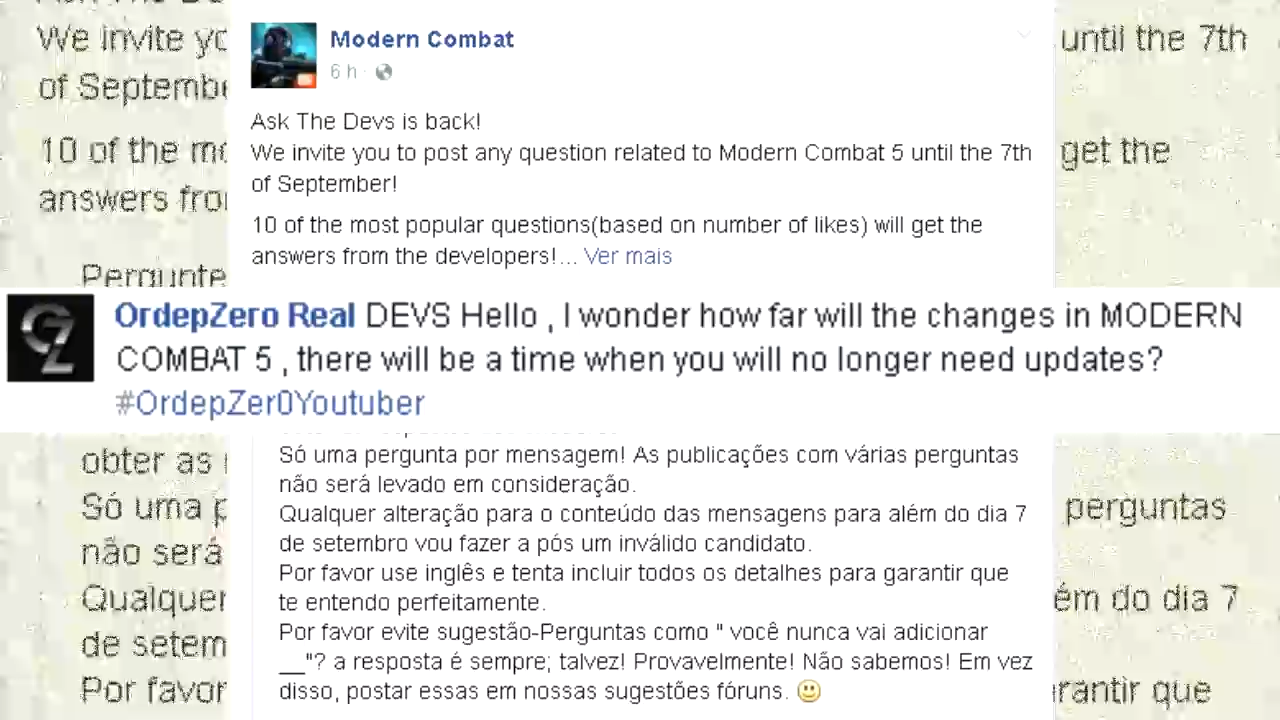 Modern Combat
6 h
Ask The Devs is back!
We invite you to post any question related to Modern Combat 5 until the 7th
of September!
10 of the most popular questions(based on number of likes) will get the
answers from the developers!... Ver mais
OrdepZero Real DEVS Hello , I wonder how far will the changes in MODERN
COMBAT 5 , there will be a time when you will no longer need updates?
#OrdepZer0Youtuber
Só uma pergunta por mensagem! As publicações com várias perguntas
não será levado em consideração.
Qualquer alteração para o conteúdo das mensagens para além do dia 7
de setembro vou fazer a pós um inválido candidato.
Por favor use inglês e tenta incluir todos os detalhes para garantir que
te entendo perfeitamente.
Por favor evite sugestão-Perguntas como " você nunca vai adicionar
__"? a resposta é sempre; talvez! Provavelmente! Não sabemos! Em vez
disso, postar essas em nossas sugestões fóruns.